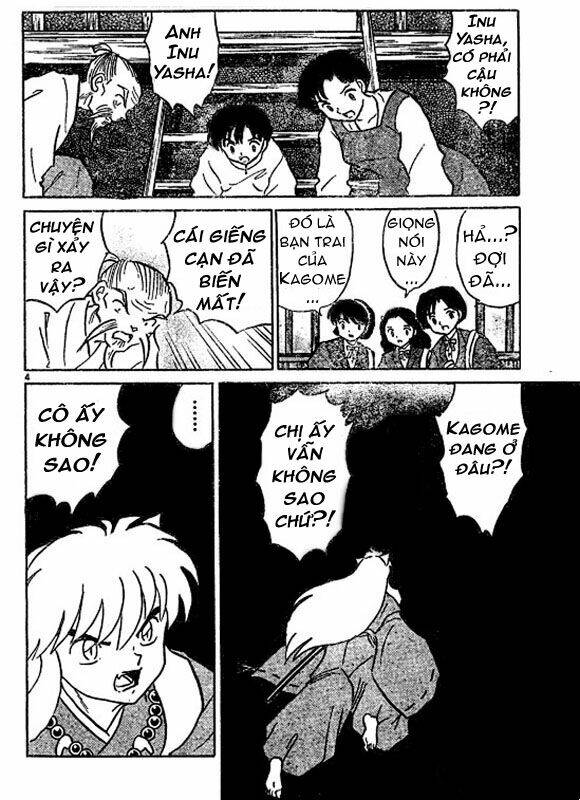 INU
YASHA,
CÓ PHẢI
CẬU
KHÔNG
?!
ANH
INU
YASHA!
HẢ...?
ĐỢI
ĐÃ...
GIỌNG
NÓI
NÀY ...
ĐÓ LÀ
BẠN TRAI
CỦA
KAGOME
...
CÁI GIẾNG
CẠN ĐÃ
BIẾN
MẤT!
CHUYỆN
GÌ XẢY
RA
VẬY?
4
KAGOME
ĐANG Ở
ĐÂU?!
CHỊ ẤY
VẪN
KHÔNG
SAO
CHỨ?!
......
CÔ ẤY
KHÔNG
SAO!